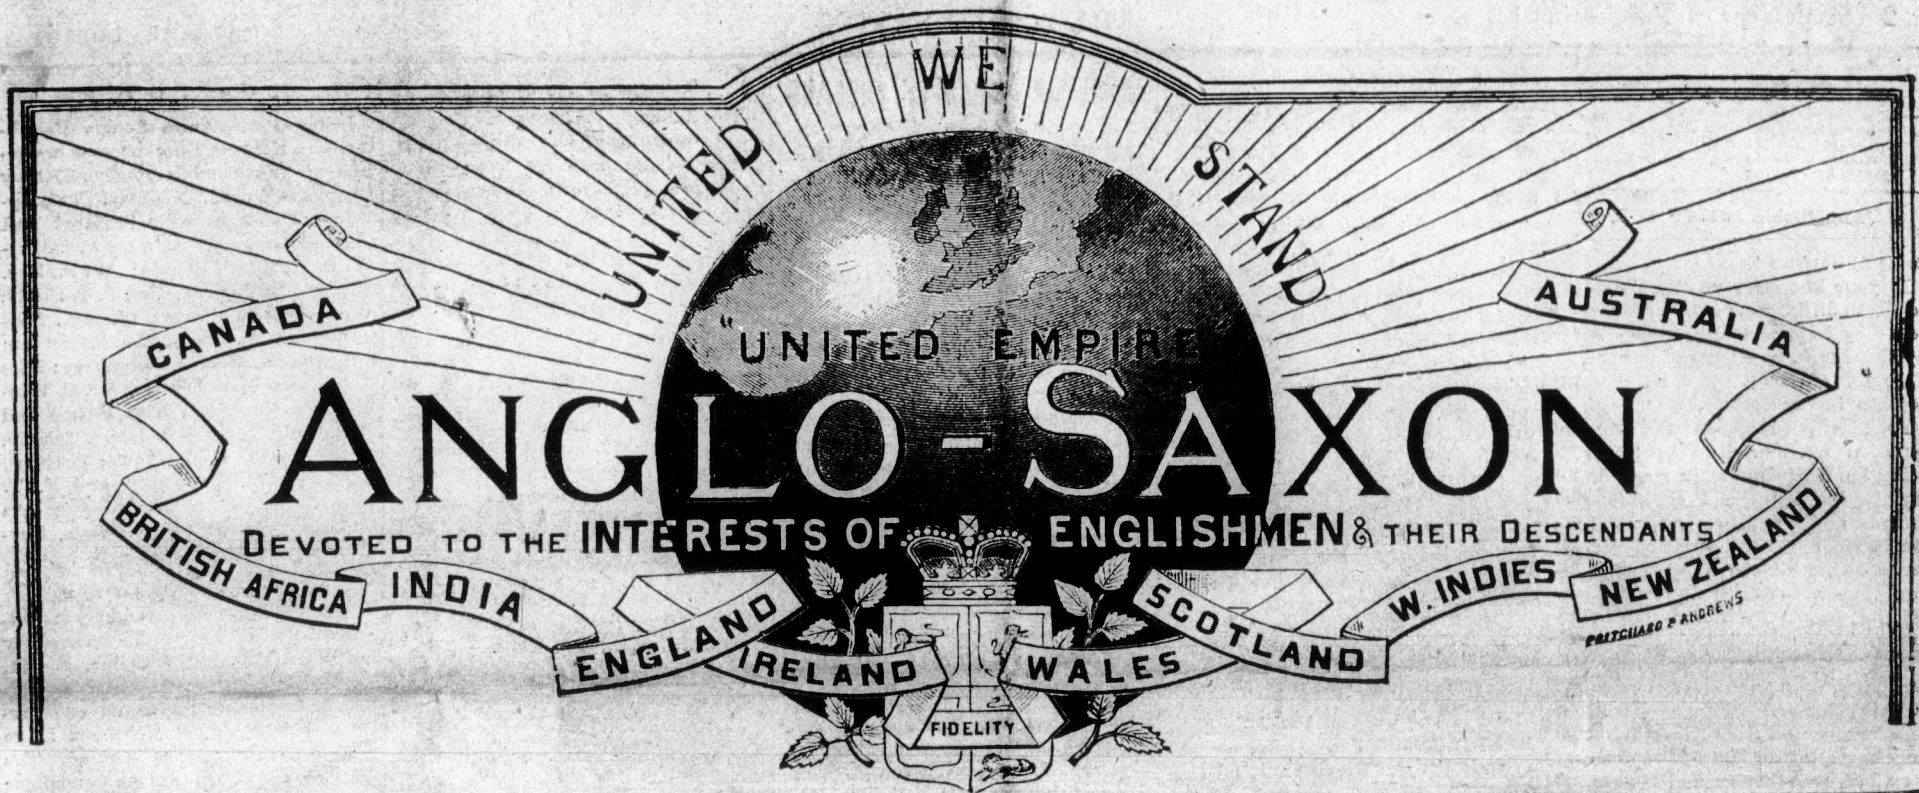 UNITED WE STAND
"UNITED EMPIRE
CANADA
AUSTRALIA
ANGLO-SAXON
DEVOTED TO THE INTERESTS OF ENGLISHMEN & THEIR DESCENDANTS
BRITISH AFRICA
INDIA
ENGLAND
IRELAND
WALES
SCOTLAND
W. INDIES
NEW ZEALAND
PRITCHARD & ANDREWS
FIDELITY